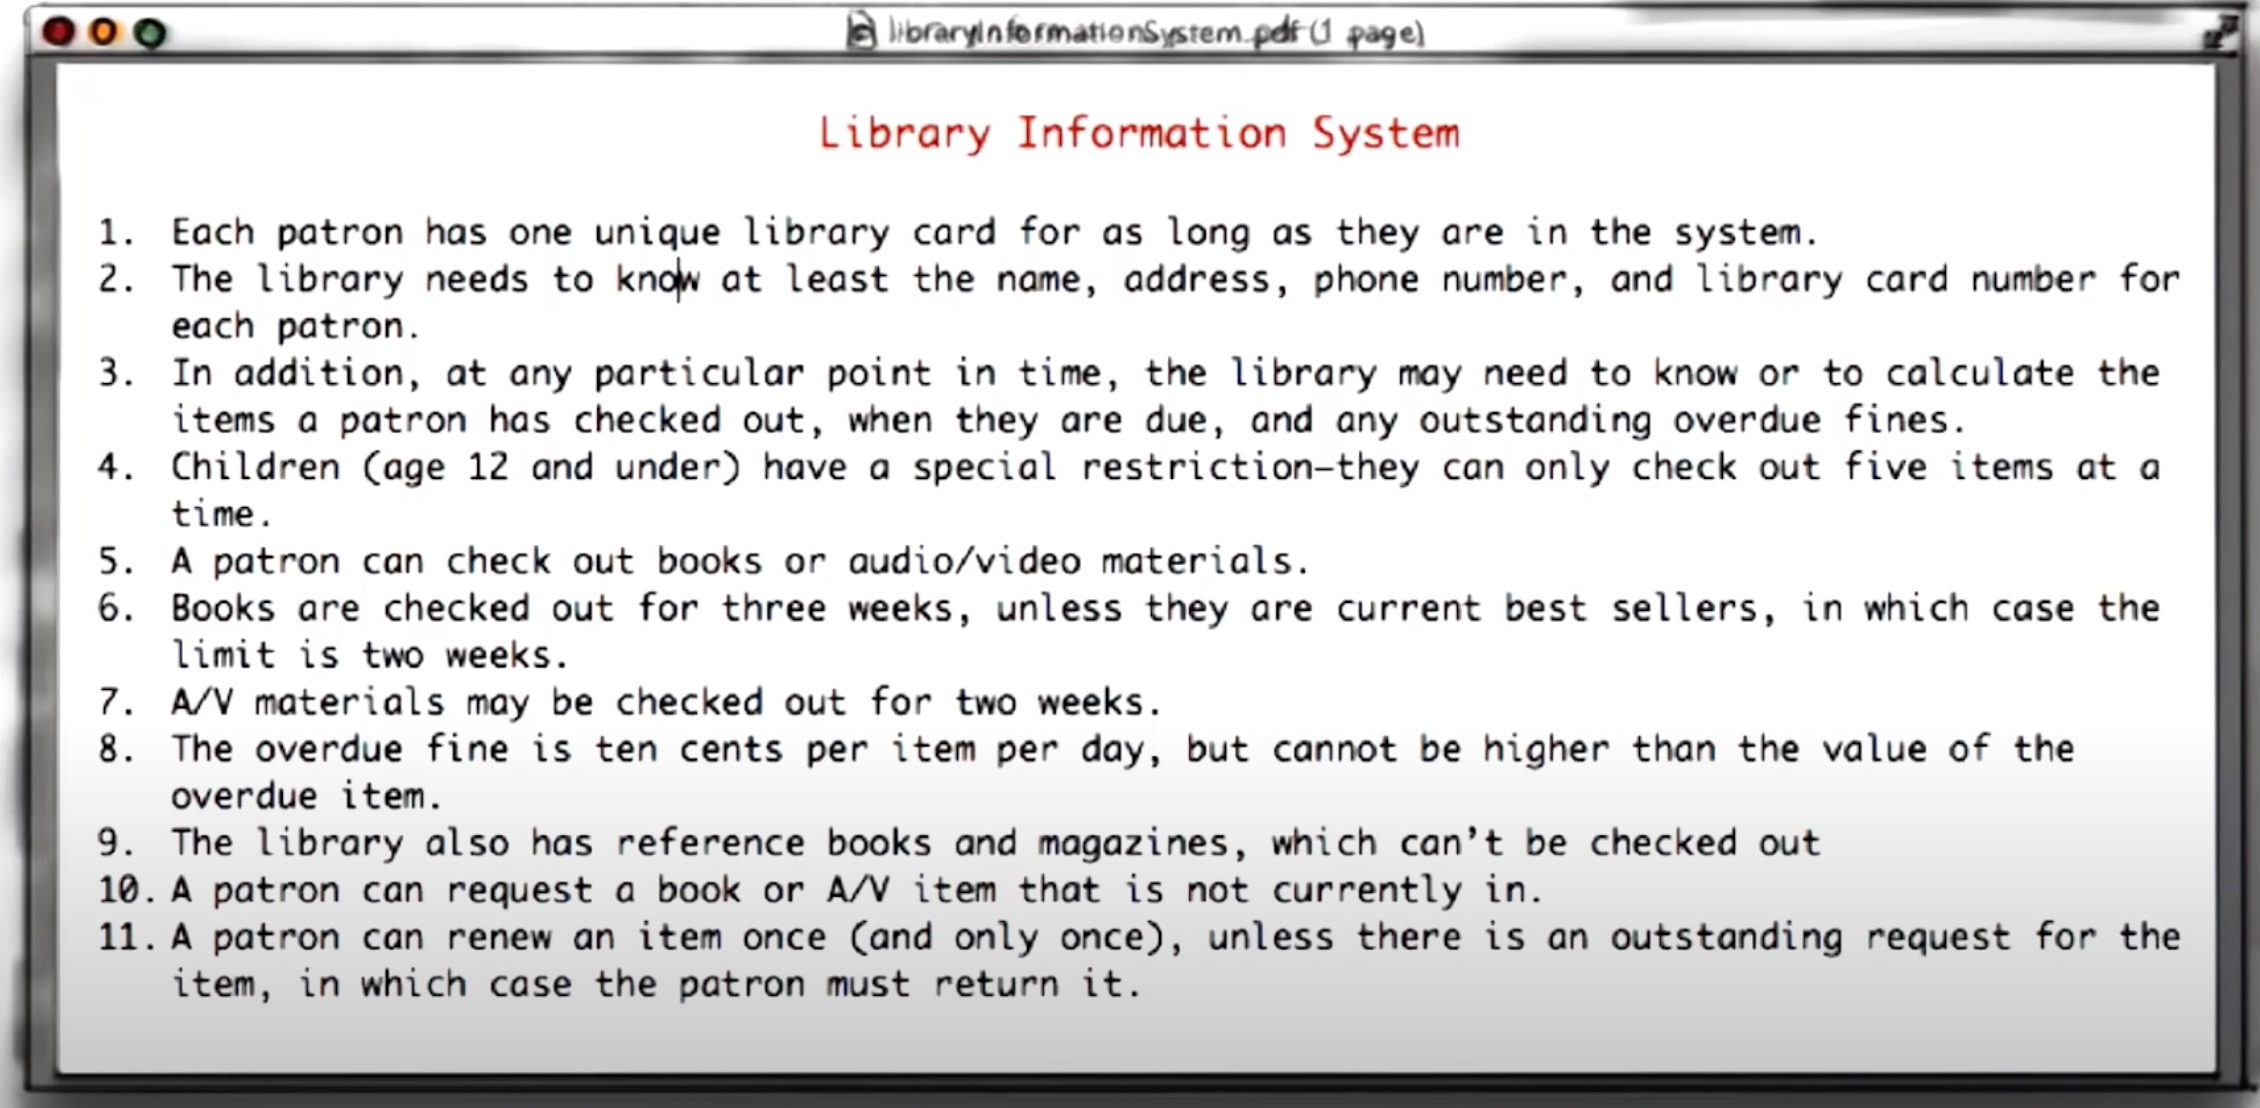 libraryInformationSystem.pdf (1 page)
Library Information System
1. Each patron has one unique library card for as long as they are in the system.
2. The library needs to know at least the name, address, phone number, and library card number for
each patron.
3. In addition, at any particular point in time, the library may need to know or to calculate the
items a patron has checked out, when they are due, and any outstanding overdue fines.
4. Children (age 12 and under) have a special restriction—they can only check out five items at a
time.
5. A patron can check out books or audio/video materials.
6. Books are checked out for three weeks, unless they are current best sellers, in which case the
limit is two weeks.
7. A/V materials may be checked out for two weeks.
8. The overdue fine is ten cents per item per day, but cannot be higher than the value of the
overdue item.
9. The library also has reference books and magazines, which can't be checked out
10. A patron can request a book or A/V item that is not currently in.
11. A patron can renew an item once (and only once), unless there is an outstanding request for the
item, in which case the patron must return it.